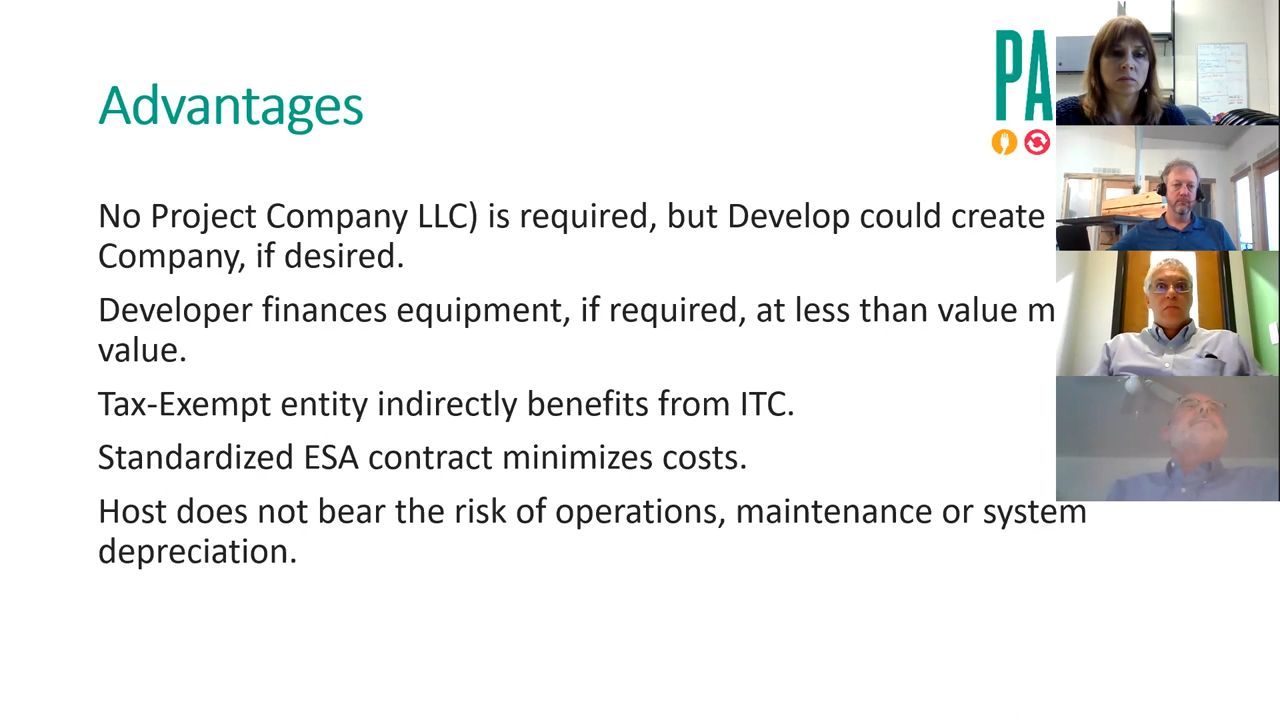 Advantages
PA
No Project Company LLC) is required, but Develop could create
Company, if desired.
Developer finances equipment, if required, at less than value m
value.
Tax-Exempt entity indirectly benefits from ITC.
Standardized ESA contract minimizes costs.
Host does not bear the risk of operations, maintenance or system
depreciation.